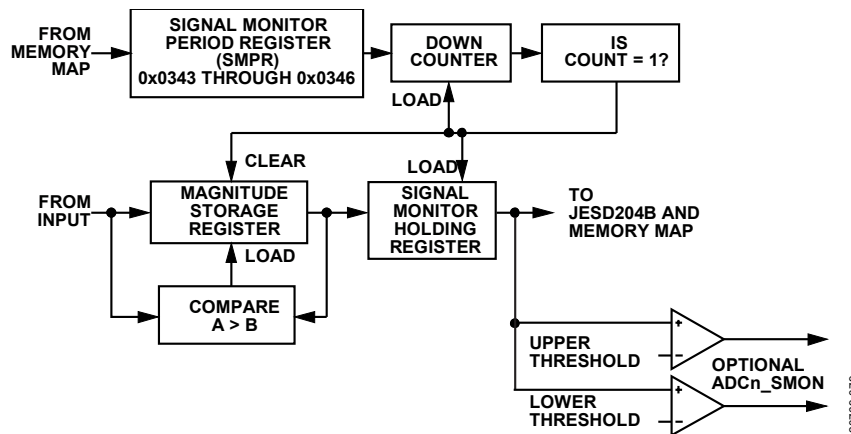 FROM
MEMORY
MAP
SIGNAL MONITOR
PERIOD REGISTER
(SMPR)
0x0343 THROUGH 0x0346
DOWN
COUNTER
IS
COUNT = 1?
LOAD
CLEAR
LOAD
FROM
INPUT
MAGNITUDE
STORAGE
REGISTER
SIGNAL
MONITOR
HOLDING
REGISTER
TO
JESD204B AND
MEMORY MAP
LOAD
COMPARE
A > B
+
UPPER
THRESHOLD
–
OPTIONAL
ADCn_SMON
+
LOWER
THRESHOLD
–